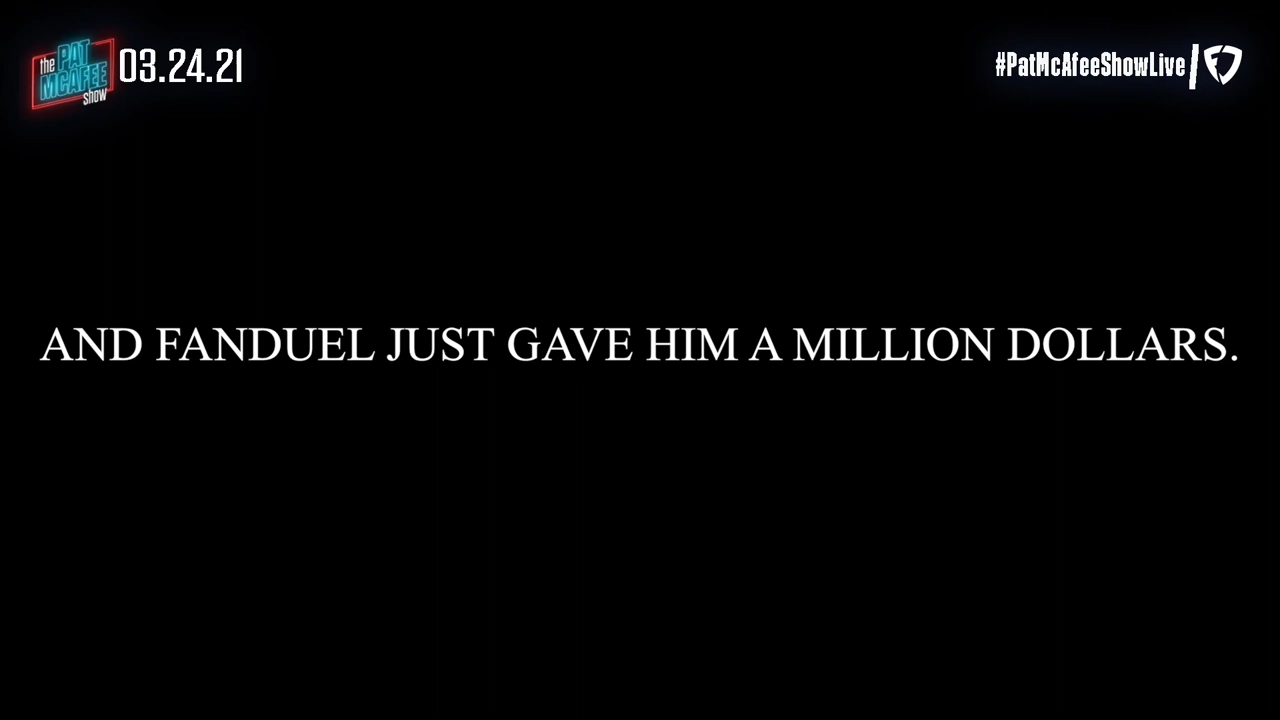 the PAT MCAFEE show
03.24.21
#PatMcAfeeShowLive
AND FANDUEL JUST GAVE HIM A MILLION DOLLARS.